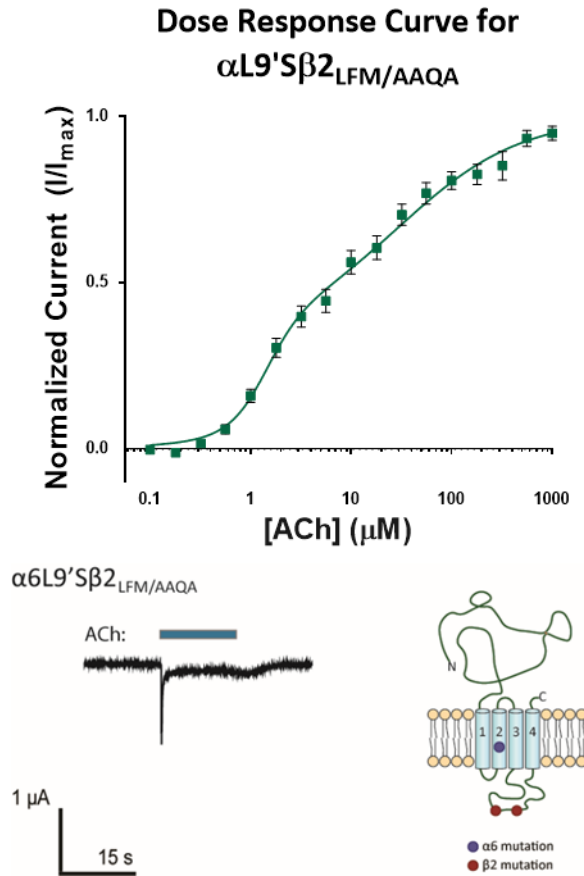 Dose Response Curve for
αL9'Sβ2LFM/AAQA
Normalized Current (I/Imax)
1.0
0.5
0.0
0.1 1 10 100 1000
[ACh] (μM)
α6L9’Sβ2LFM/AAQA
ACh:
1 μA
15 s
N
C
1 2 3 4
α6 mutation
β2 mutation